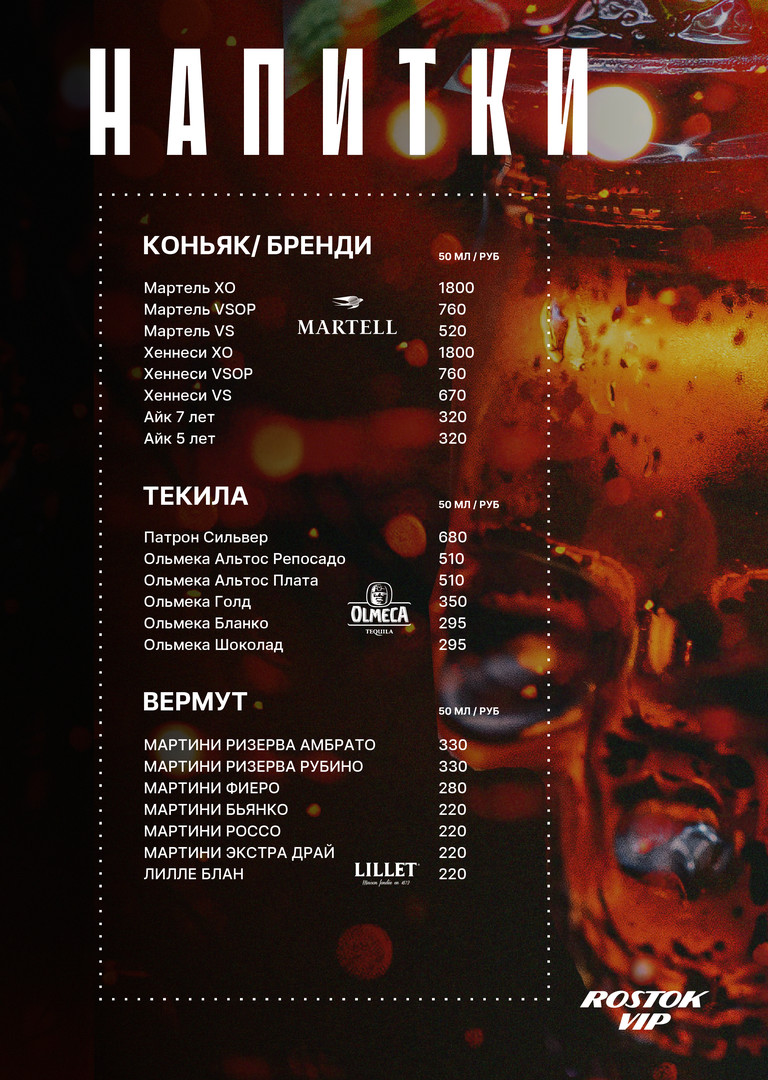 НАПИТКИ
КОНЬЯК/ БРЕНДИ 50 МЛ / РУБ
Мартель XO 1800
Мартель VSOP 760
Мартель VS 520
MARTELL
Хеннеси XO 1800
Хеннеси VSOP 760
Хеннеси VS 670
Айк 7 лет 320
Айк 5 лет 320
ТЕКИЛА 50 МЛ / РУБ
Патрон Сильвер 680
Ольмека Альтос Репосадо 510
Ольмека Альтос Плата 510
Ольмека Голд 350
Ольмека Бланко 295
Ольмека Шоколад 295
OLMECA
TEQUILA
ВЕРМУТ 50 МЛ / РУБ
МАРТИНИ РИЗЕРВА АМБРАТО 330
МАРТИНИ РИЗЕРВА РУБИНО 330
МАРТИНИ ФИЕРО 280
МАРТИНИ БЬЯНКО 220
МАРТИНИ РОССО 220
МАРТИНИ ЭКСТРА ДРАЙ 220
ЛИЛЛЕ БЛАН 220
LILLET
ROSTOK
VIP